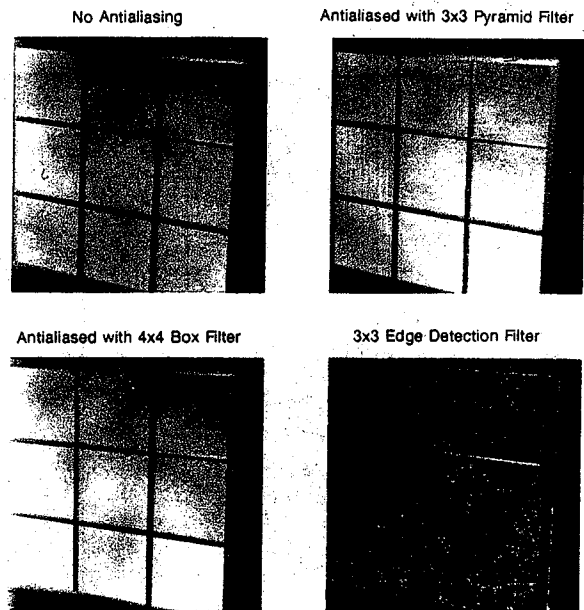 No Antialiasing
Antialiased with 3x3 Pyramid Filter
Antialiased with 4x4 Box Filter
3x3 Edge Detection Filter